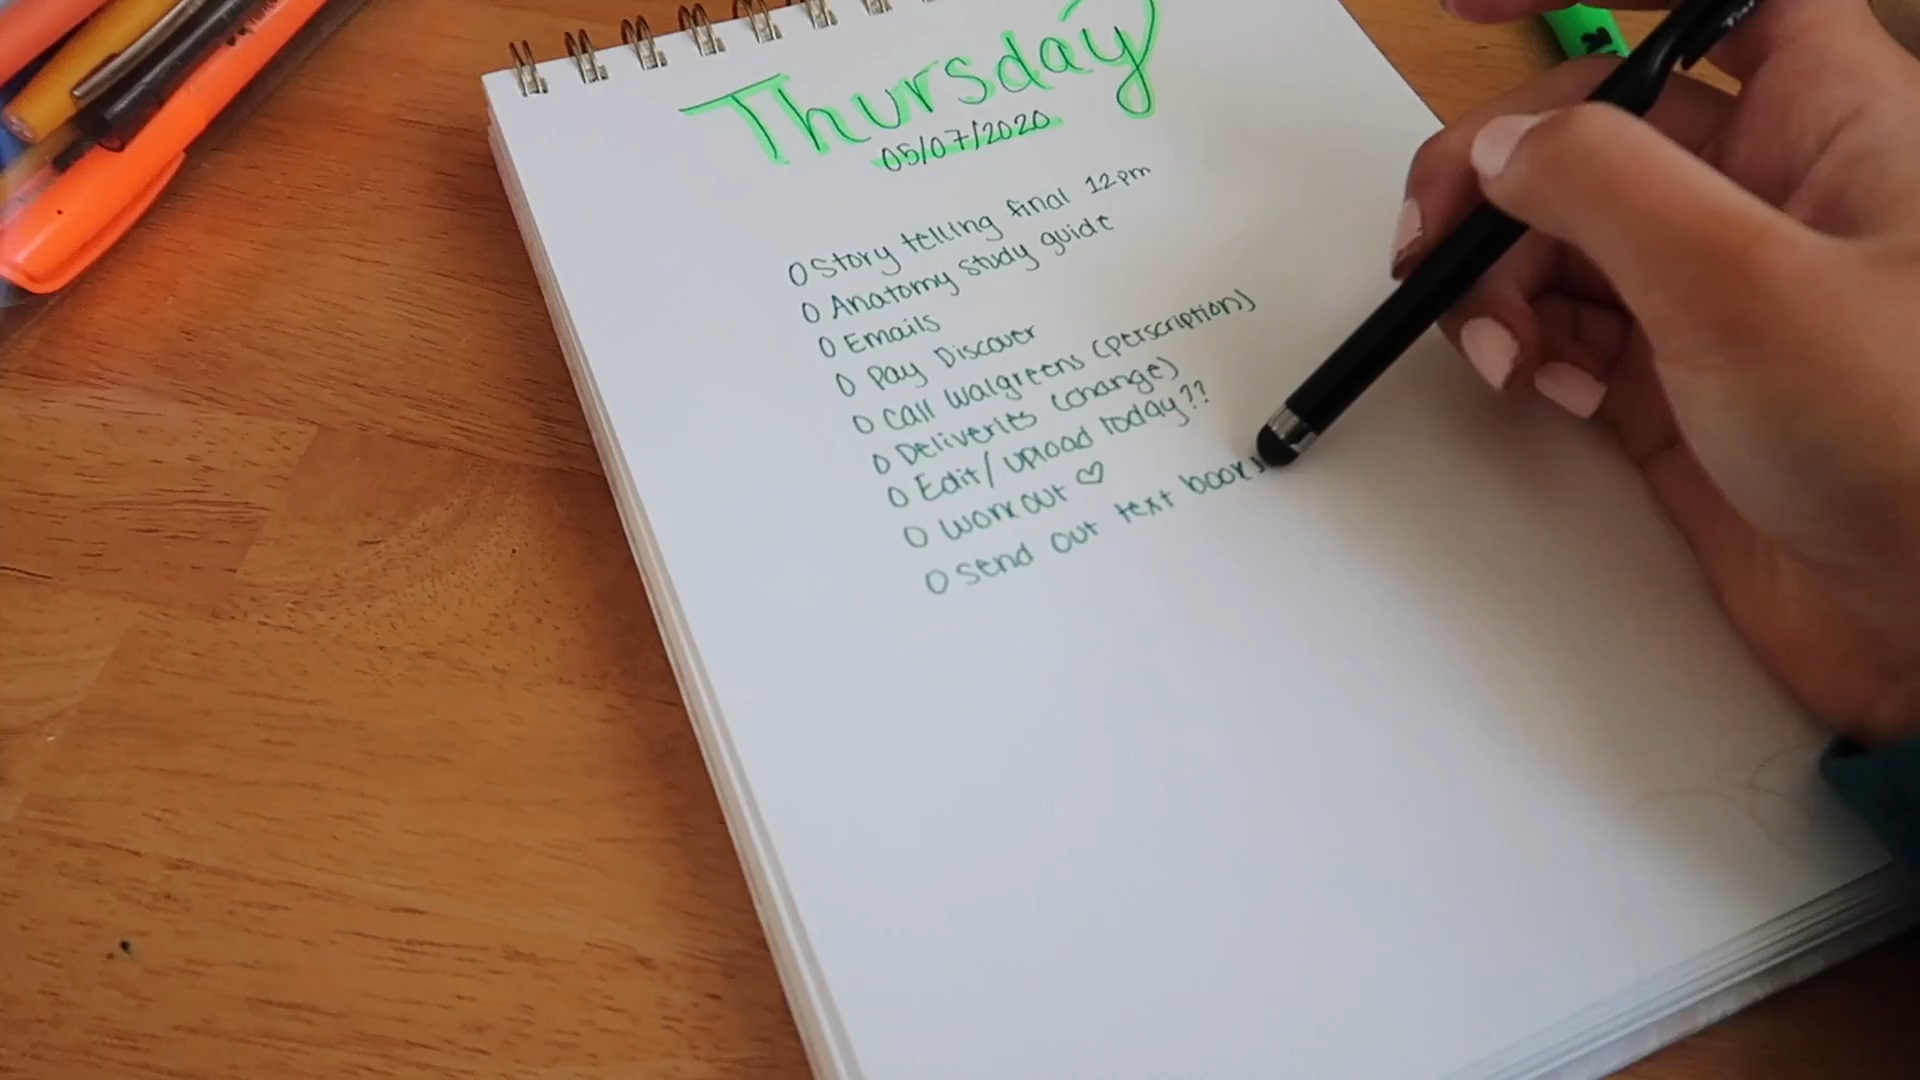 Thursday
05/07/2020
O Story telling final 12pm
O Anatomy study guide
O Emails
O Pay Discover
O Call Walgreens (perscription)
O Deliveries (change)
O Edit/upload today??
O workout ♡
O send out text books